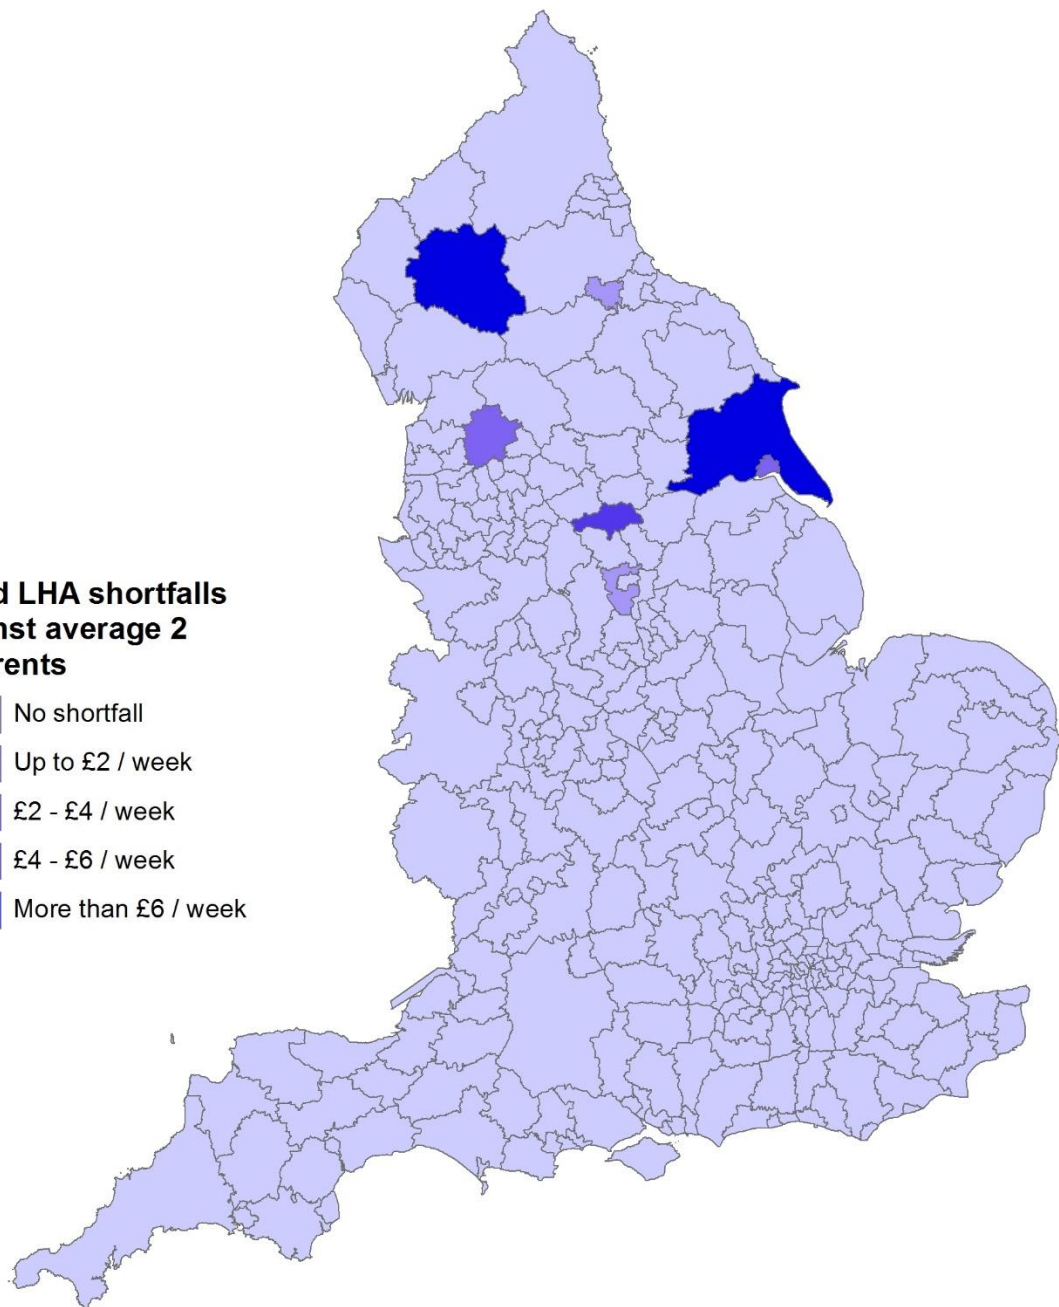 LHA shortfalls
average 2
rents
No shortfall
Up to £2 / week
£2 - £4 / week
£4 - £6 / week
More than £6 / week